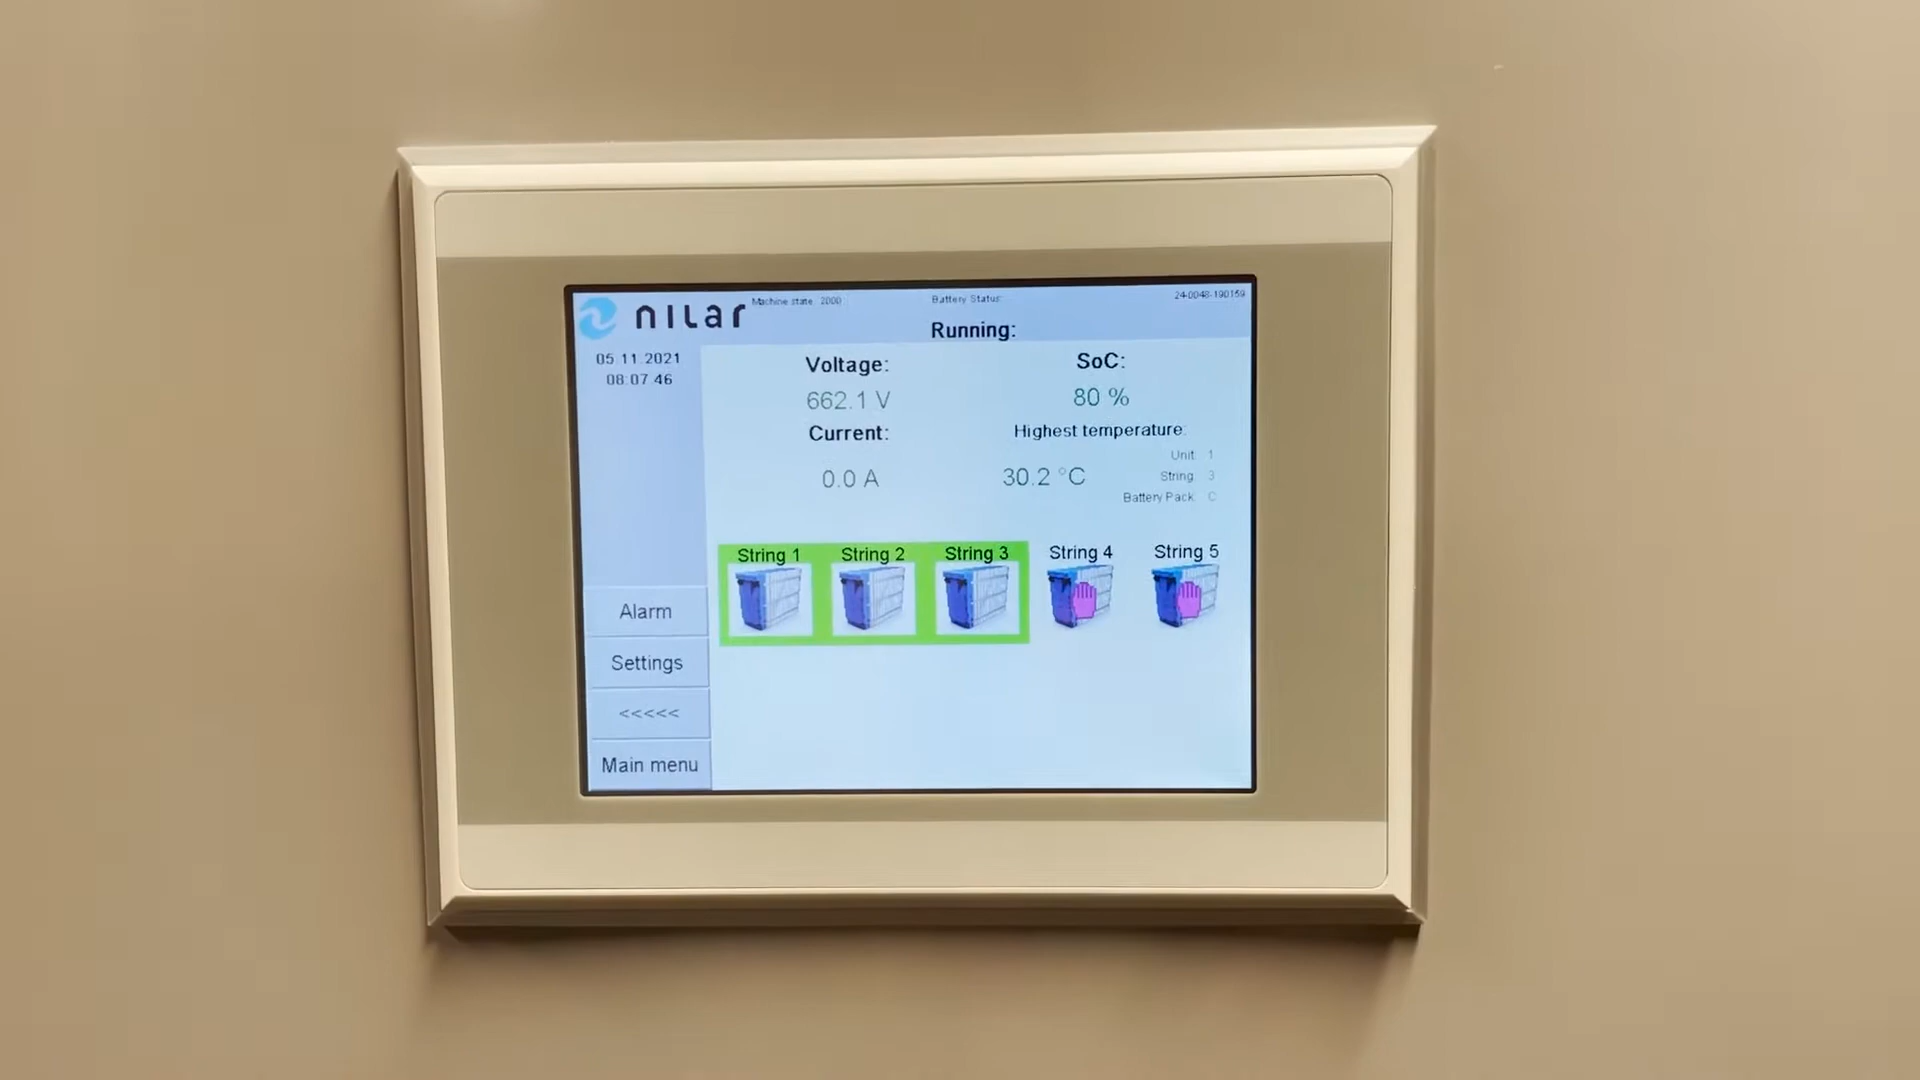 nilar
Machine state: 2000
Battery Status:
24-0048-190159
Running:
05.11.2021
08:07:46
Voltage:
662.1 V
SoC:
80 %
Current:
0.0 A
Highest temperature:
30.2 °C
Unit 1
String 3
Battery Pack C
String 1
String 2
String 3
String 4
String 5
Alarm
Settings
<<<<<
Main menu